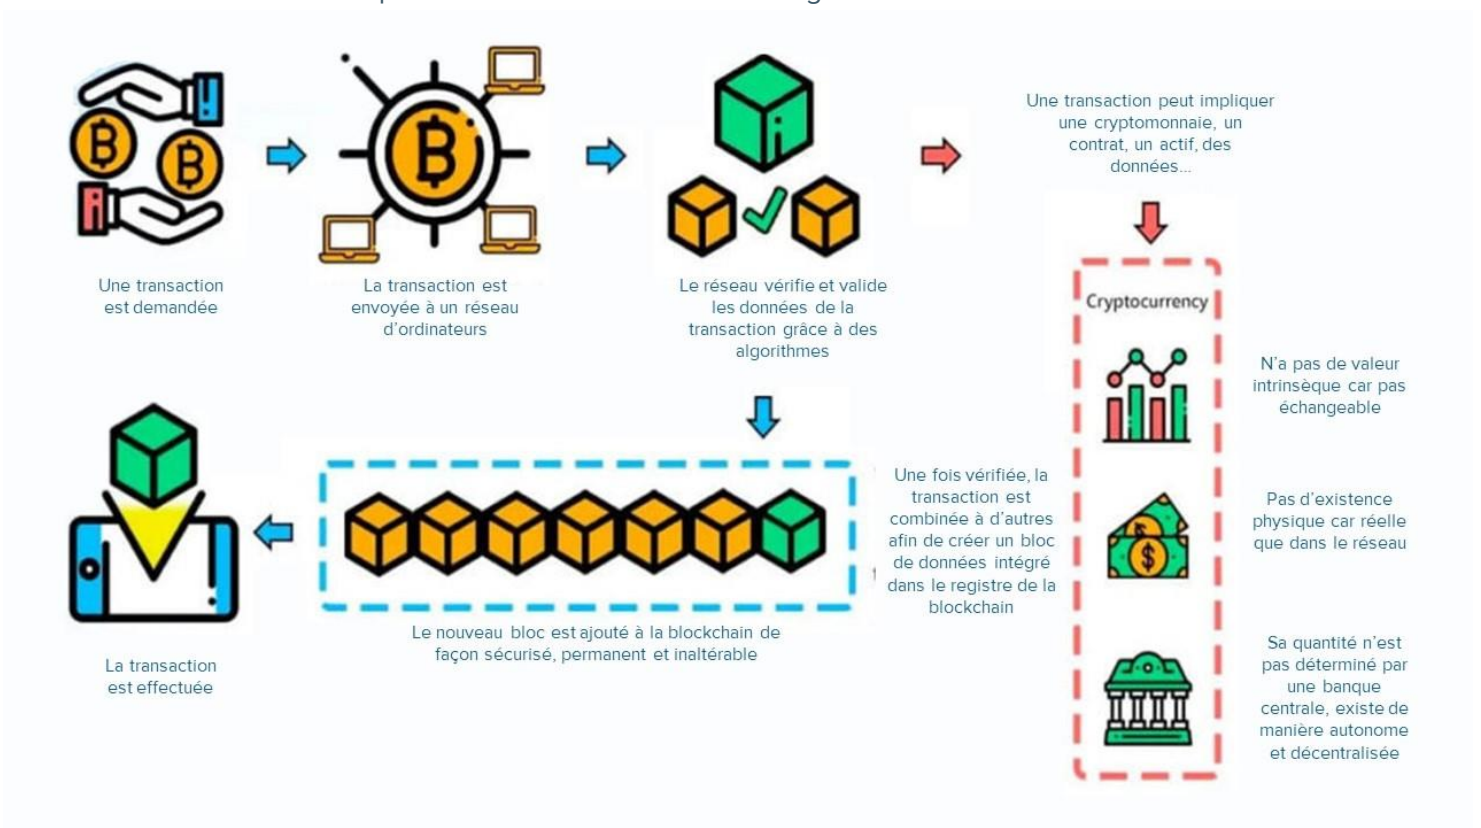 Une transaction
est demandée
La transaction est
envoyée à un réseau
d'ordinateurs
Le réseau vérifie et valide
les données de la
transaction grâce à des
algorithmes
Une transaction peut impliquer
une cryptomonnaie, un
contrat, un actif, des
données...
Cryptocurrency
N'a pas de valeur
intrinsèque car pas
échangeable
Pas d'existence
physique car réelle
que dans le réseau
Sa quantité n'est
pas déterminé par
une banque
centrale, existe de
manière autonome
et décentralisée
Une fois vérifiée, la
transaction est
combinée à d'autres
afin de créer un bloc
de données intégré
dans le registre de la
blockchain
Le nouveau bloc est ajouté à la blockchain de
façon sécurisé, permanent et inaltérable
La transaction
est effectuée